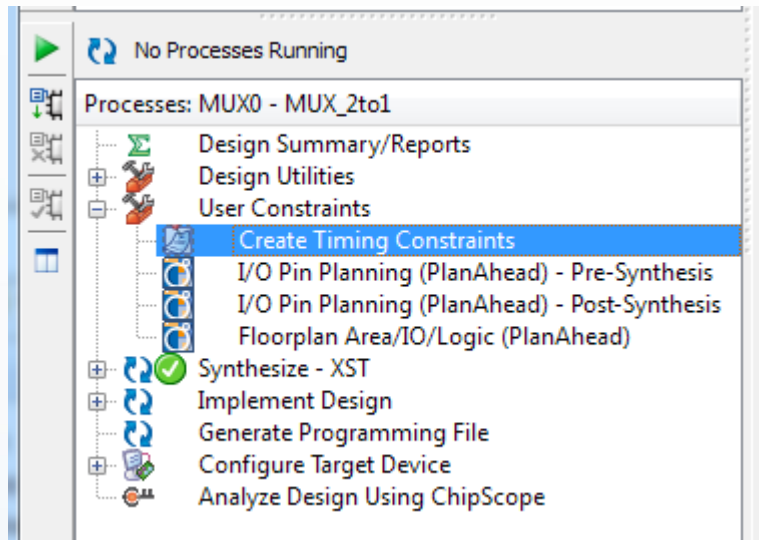 No Processes Running
Processes: MUX0 - MUX_2to1
Design Summary/Reports
Design Utilities
User Constraints
Create Timing Constraints
I/O Pin Planning (PlanAhead) - Pre-Synthesis
I/O Pin Planning (PlanAhead) - Post-Synthesis
Floorplan Area/IO/Logic (PlanAhead)
Synthesize - XST
Implement Design
Generate Programming File
Configure Target Device
Analyze Design Using ChipScope